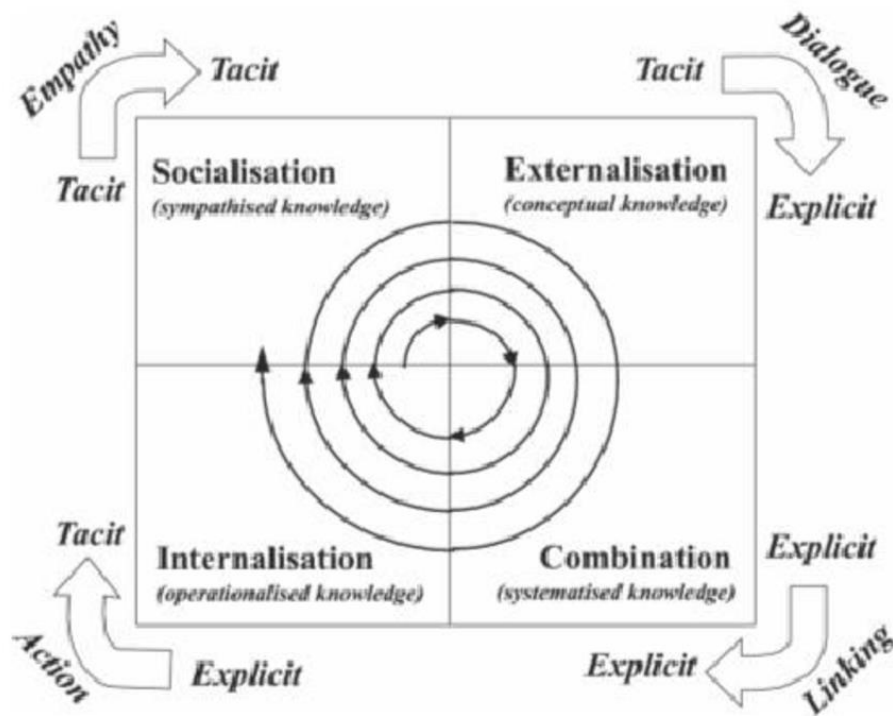 Empathy
Tacit
Tacit
Dialogue
Tacit
Explicit
Socialisation
(sympathised knowledge)
Externalisation
(conceptual knowledge)
Internalisation
(operationalised knowledge)
Combination
(systematised knowledge)
Tacit
Action
Explicit
Explicit
Linking
Explicit